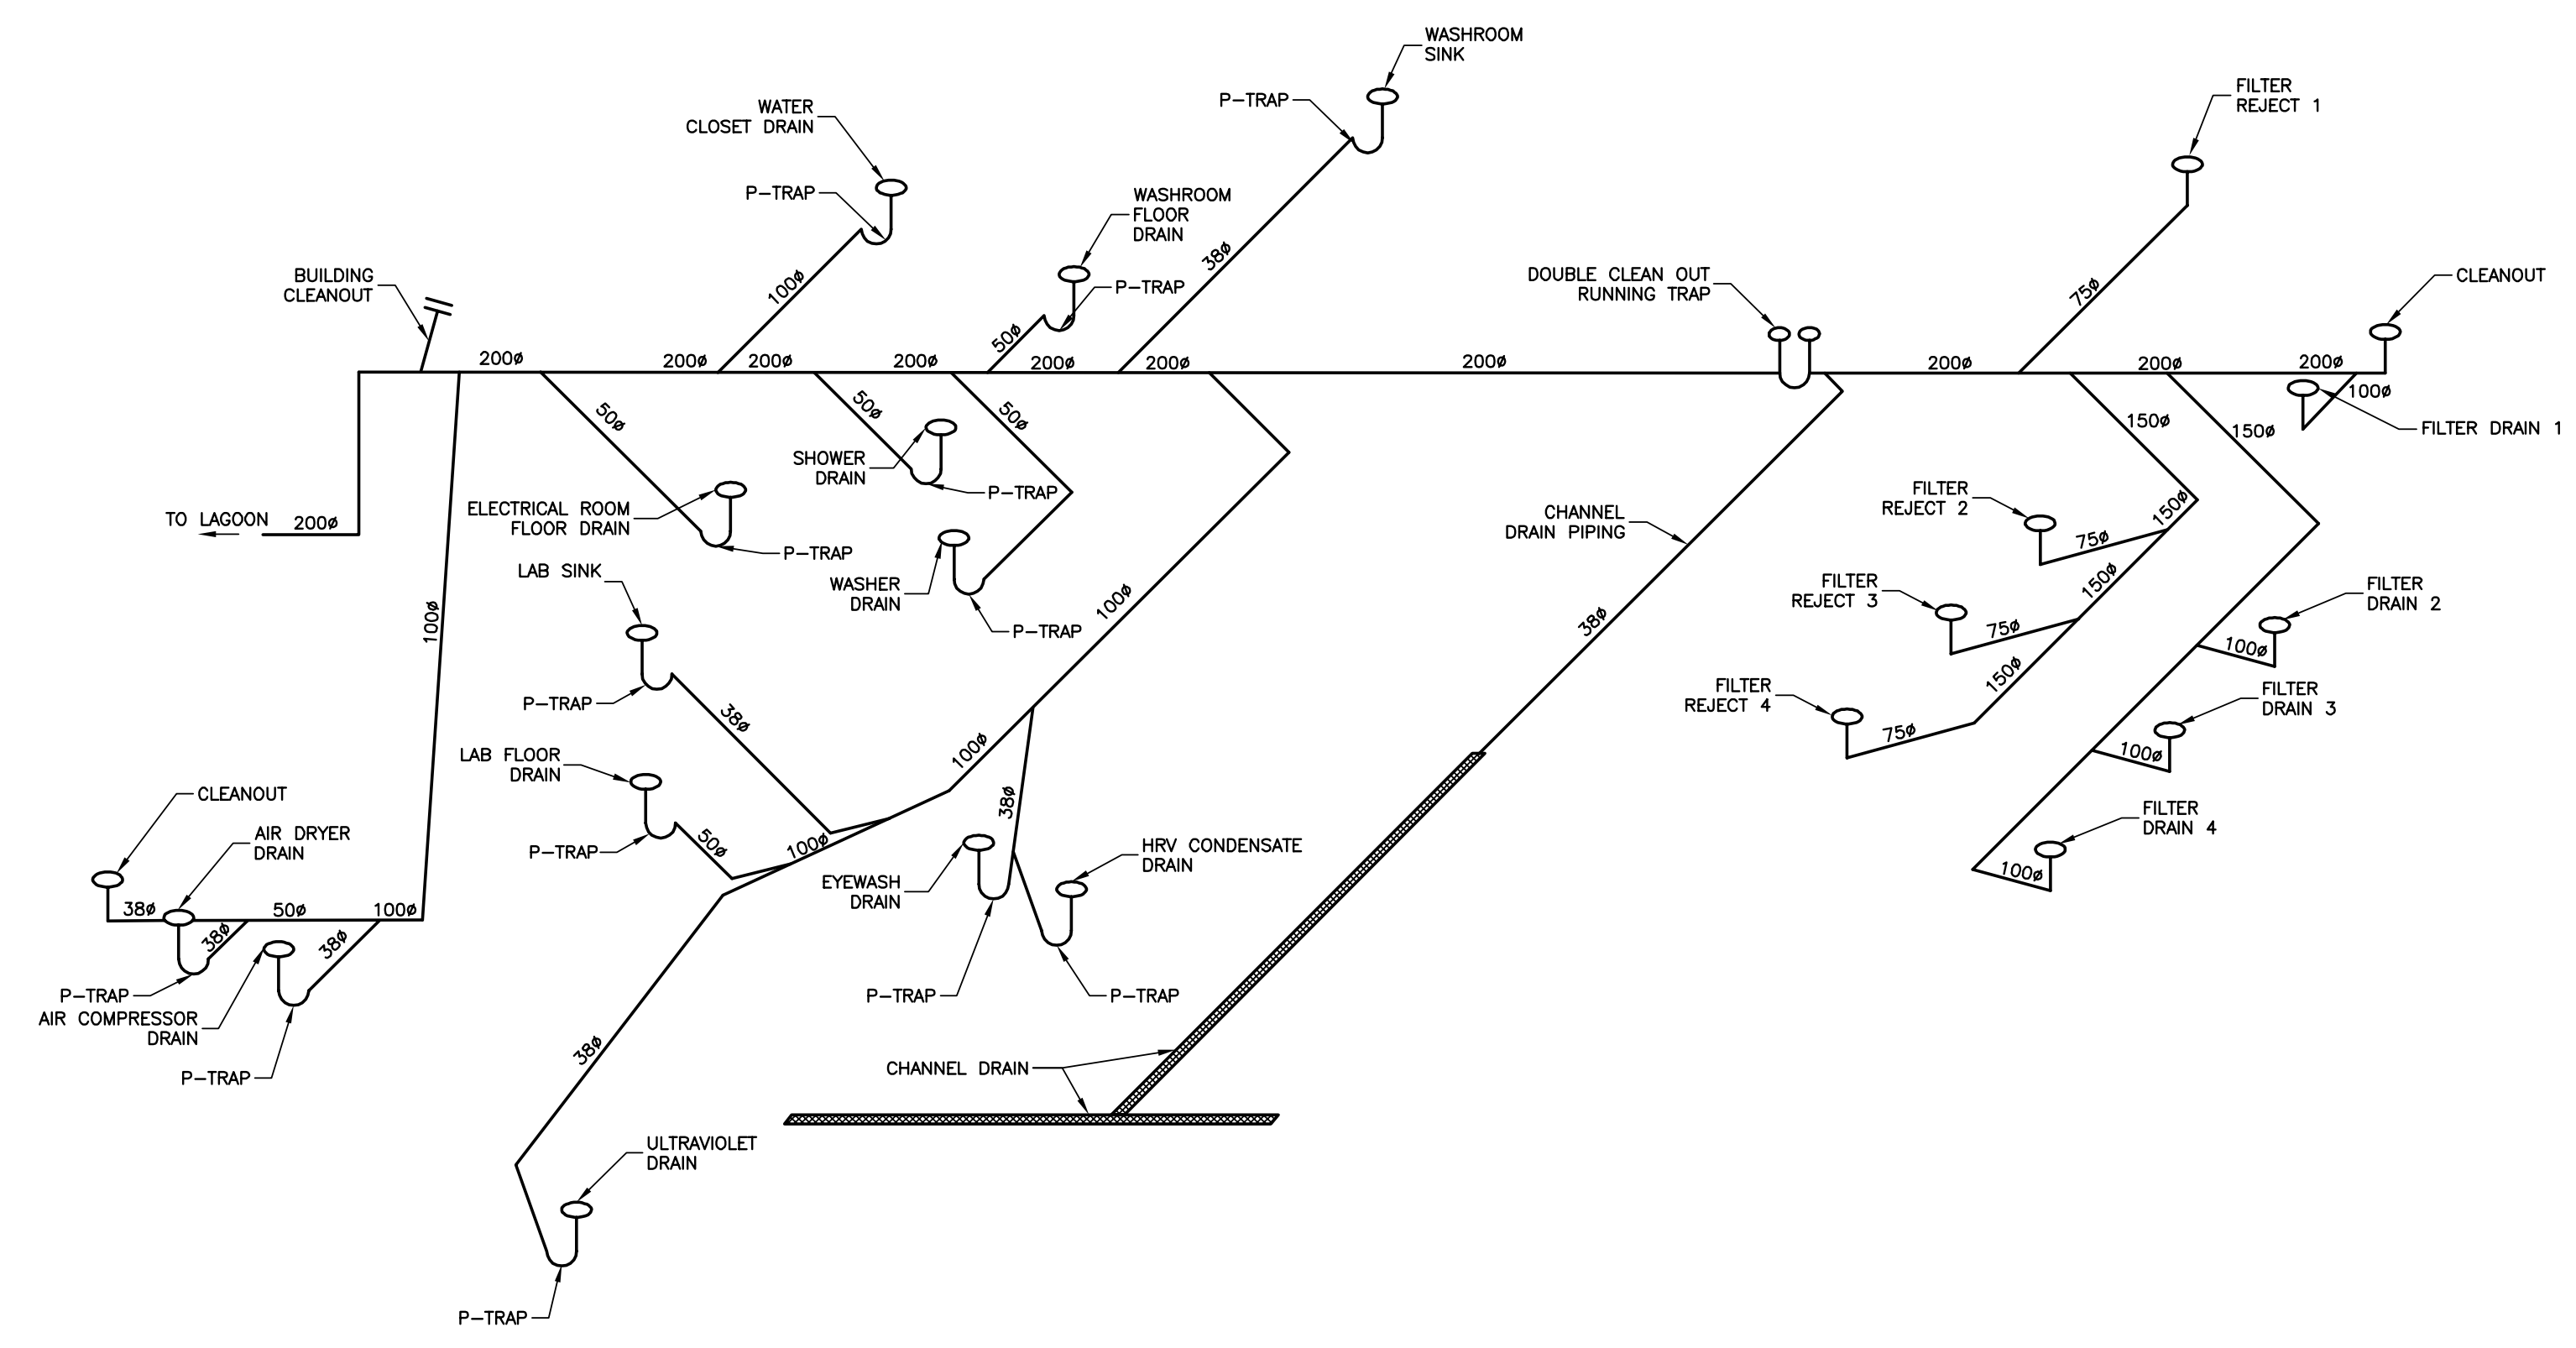 WASHROOM
SINK
P-TRAP
FILTER
REJECT 1
WATER
CLOSET DRAIN
P-TRAP
WASHROOM
FLOOR
DRAIN
P-TRAP
38ø
100ø
75ø
BUILDING
CLEANOUT
DOUBLE CLEAN OUT
RUNNING TRAP
CLEANOUT
50ø
200ø
200ø
200ø
200ø
200ø
200ø
200ø
200ø
200ø
200ø
100ø
FILTER DRAIN 1
50ø
50ø
50ø
150ø
150ø
SHOWER
DRAIN
P-TRAP
ELECTRICAL ROOM
FLOOR DRAIN
P-TRAP
TO LAGOON
200ø
CHANNEL
DRAIN PIPING
FILTER
REJECT 2
75ø
150ø
LAB SINK
WASHER
DRAIN
P-TRAP
100ø
100ø
38ø
FILTER
REJECT 3
75ø
150ø
FILTER
DRAIN 2
100ø
P-TRAP
38ø
FILTER
REJECT 4
75ø
150ø
FILTER
DRAIN 3
100ø
LAB FLOOR
DRAIN
P-TRAP
50ø
100ø
100ø
38ø
FILTER
DRAIN 4
100ø
CLEANOUT
AIR DRYER
DRAIN
38ø
50ø
100ø
38ø
38ø
EYEWASH
DRAIN
HRV CONDENSATE
DRAIN
P-TRAP
AIR COMPRESSOR
DRAIN
P-TRAP
P-TRAP
P-TRAP
38ø
CHANNEL DRAIN
ULTRAVIOLET
DRAIN
P-TRAP